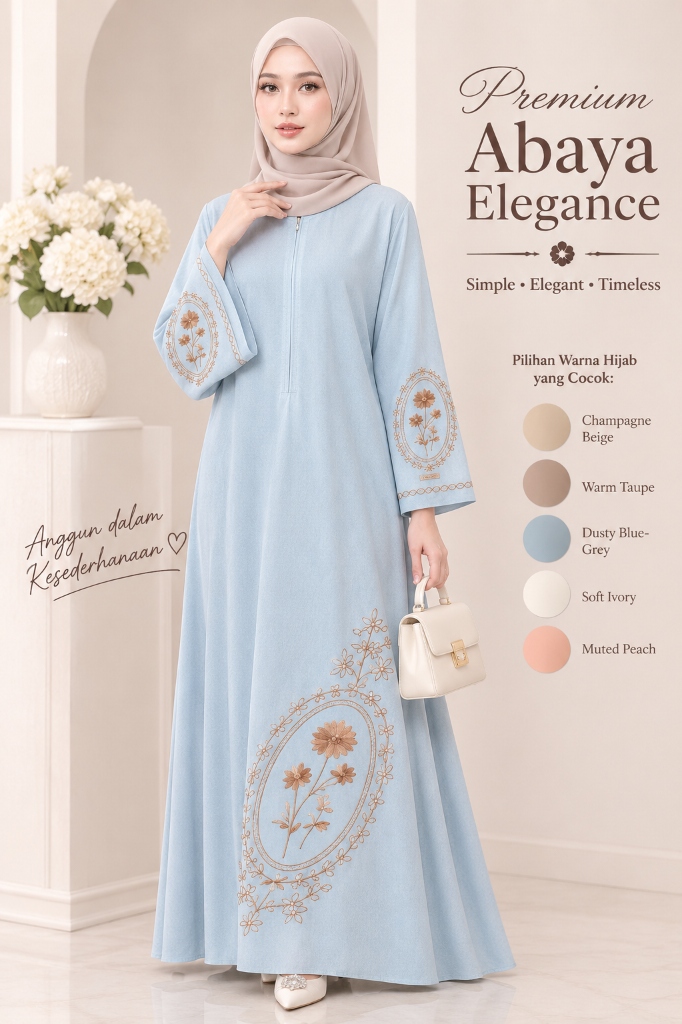 Premium
Abaya
Elegance
Simple • Elegant • Timeless
Pilihan Warna Hijab
yang Cocok:
Champagne
Beige
Warm Taupe
Dusty Blue-
Grey
Soft Ivory
Muted Peach
Anggun dalam
Kesederhanaan ♡